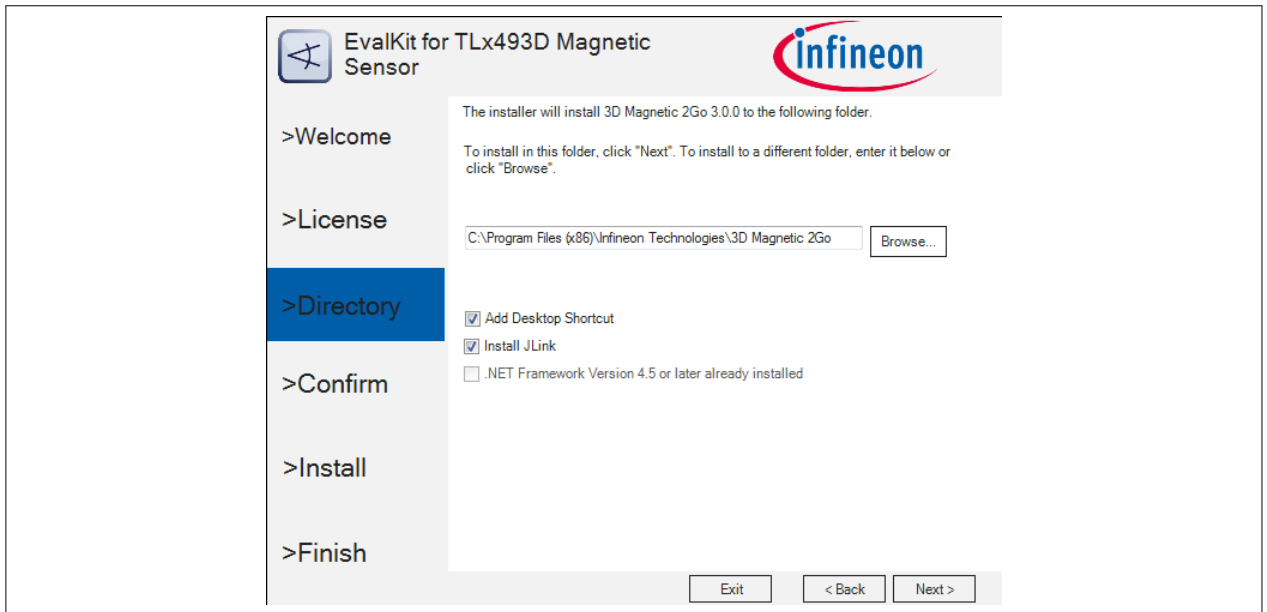 EvalKit for TLx493D Magnetic
Sensor
infineon
>Welcome
>License
>Directory
>Confirm
>Install
>Finish
The installer will install 3D Magnetic 2Go 3.0.0 to the following folder.
To install in this folder, click "Next". To install to a different folder, enter it below or
click "Browse".
C:\Program Files (x86)\Infineon Technologies\3D Magnetic 2Go
Browse...
Add Desktop Shortcut
Install JLink
.NET Framework Version 4.5 or later already installed
Exit
< Back
Next >